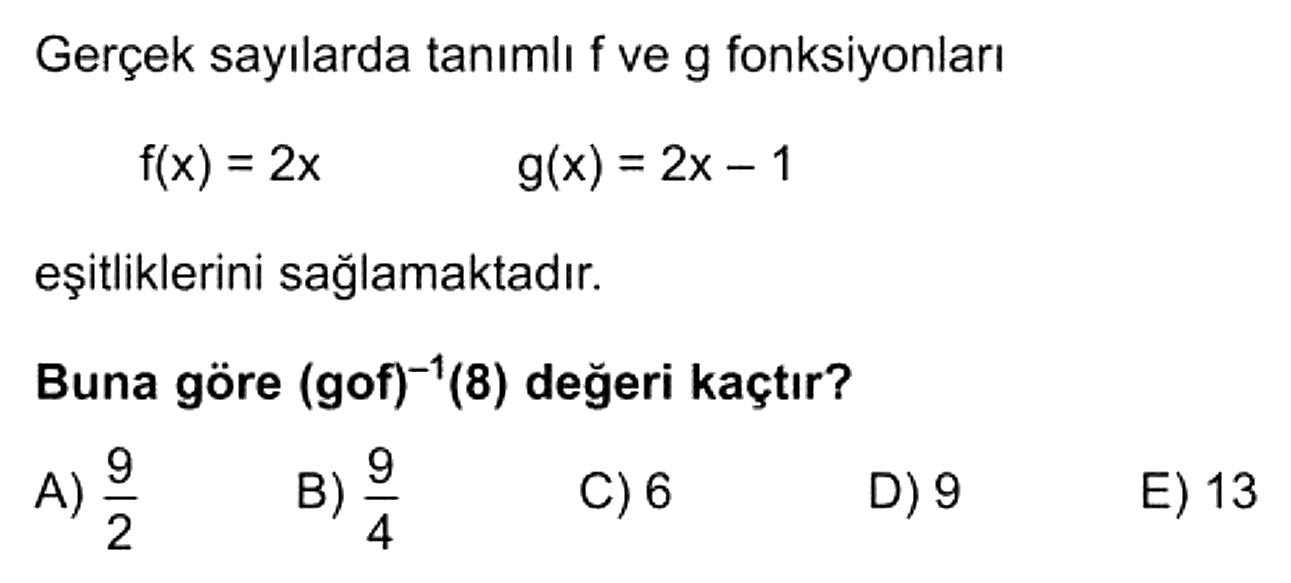 Gerçek sayılarda tanımlı f ve g fonksiyonları
f(x) = 2x g(x) = 2x – 1
eşitliklerini sağlamaktadır.
Buna göre (gof)⁻¹(8) değeri kaçtır?
A) 9/2 B) 9/4 C) 6 D) 9 E) 13